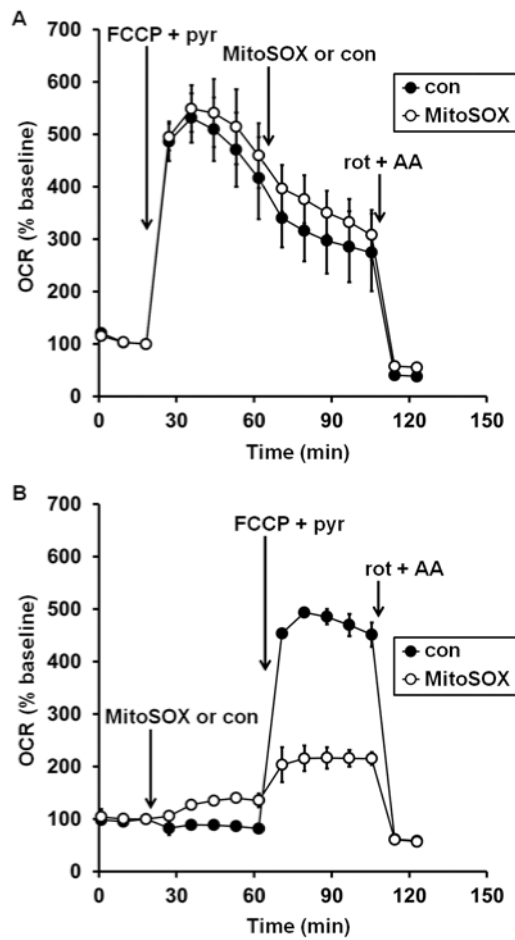 A
FCCP + pyr
MitoSOX or con
con
MitoSOX
rot + AA
OCR (% baseline)
700
600
500
400
300
200
100
0
0 30 60 90 120 150
Time (min)
B
FCCP + pyr
rot + AA
con
MitoSOX
MitoSOX or con
OCR (% baseline)
700
600
500
400
300
200
100
0
0 30 60 90 120 150
Time (min)